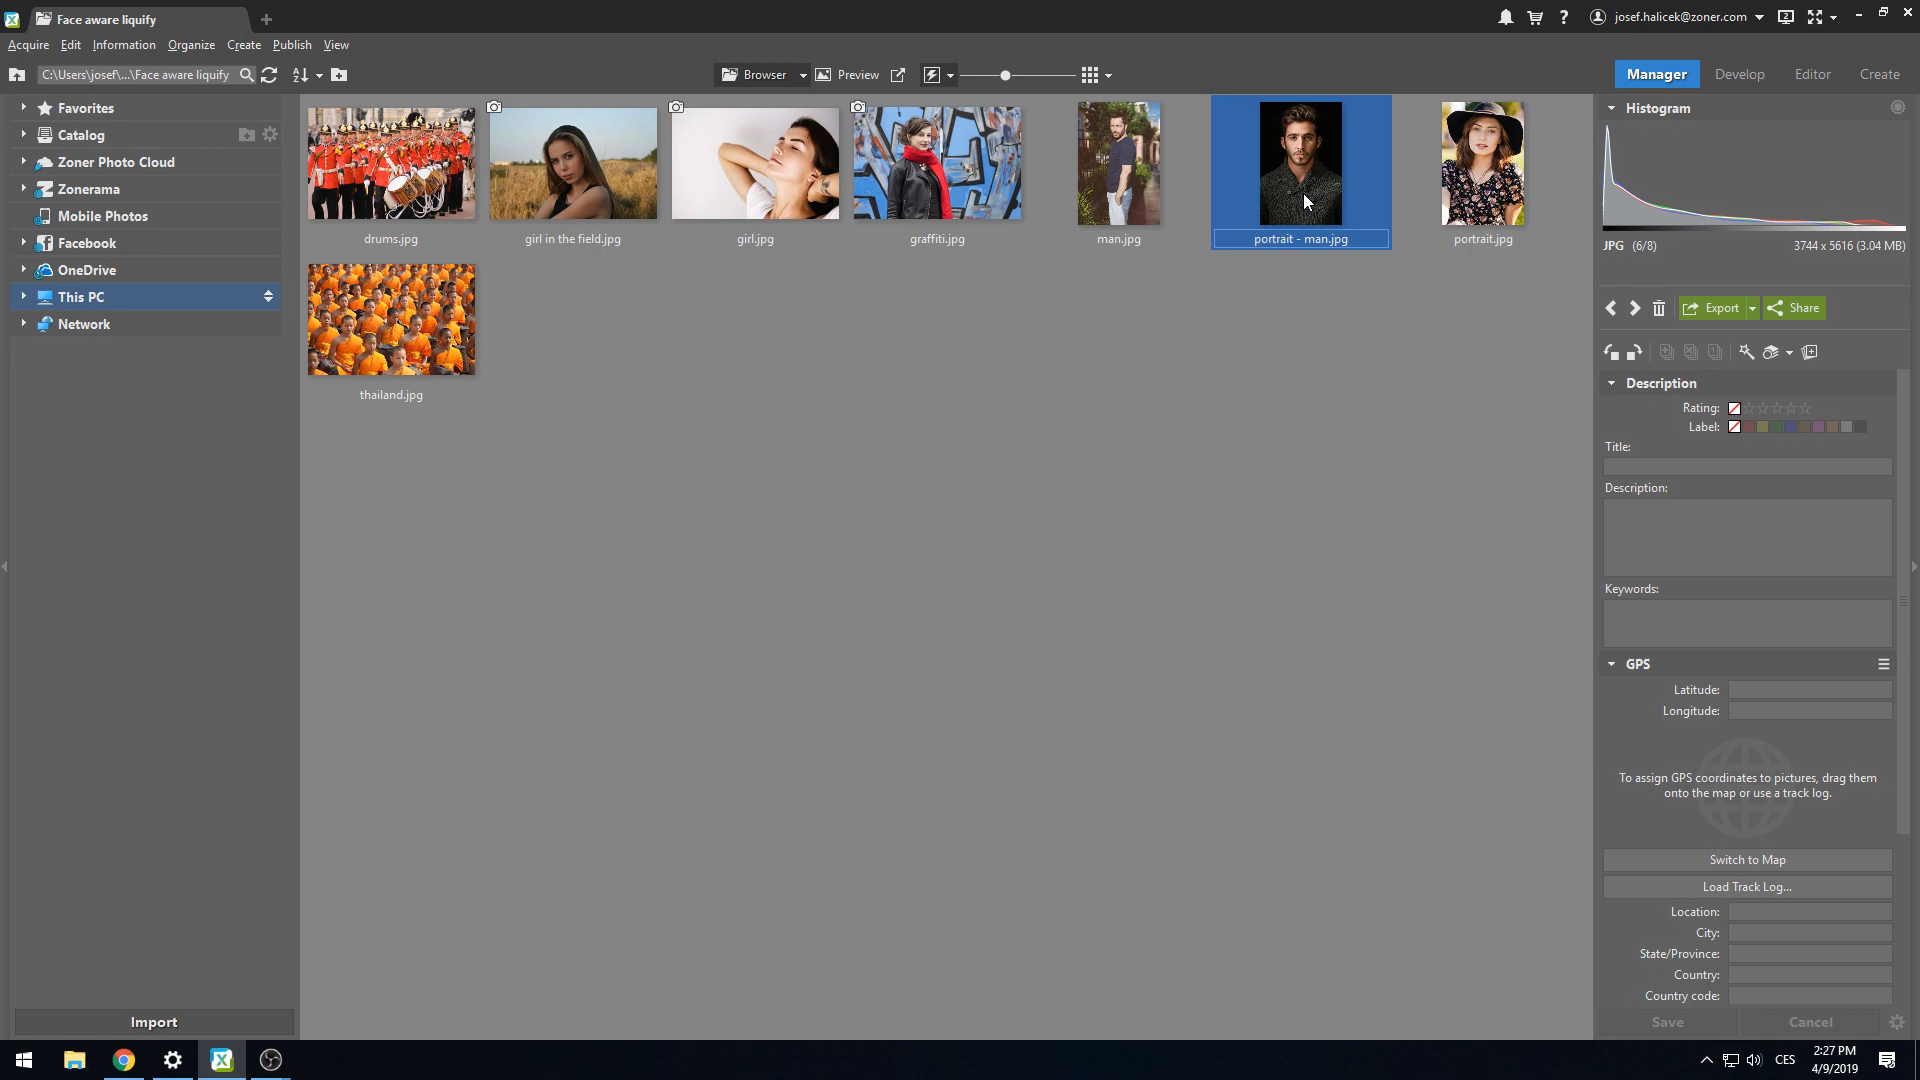 Face aware liquify
josef.halicek@zoner.com
2
Acquire Edit Information Organize Create Publish View
C:\Users\josef\...\Face aware liquify
Browser
Preview
Manager
Develop
Editor
Create
Favorites
Catalog
Zoner Photo Cloud
Zonerama
Mobile Photos
Facebook
OneDrive
This PC
Network
Import
drums.jpg
girl in the field.jpg
girl.jpg
graffiti.jpg
man.jpg
portrait - man.jpg
portrait.jpg
thailand.jpg
Histogram
JPG (6/8) 3744 x 5616 (3.04 MB)
Export
Share
Description
Rating:
Label:
Title:
Description:
Keywords:
GPS
Latitude:
Longitude:
To assign GPS coordinates to pictures, drag them
onto the map or use a track log.
Switch to Map
Load Track Log...
Location:
City:
State/Province:
Country:
Country code:
Save
Cancel
CES
2:27 PM
4/9/2019